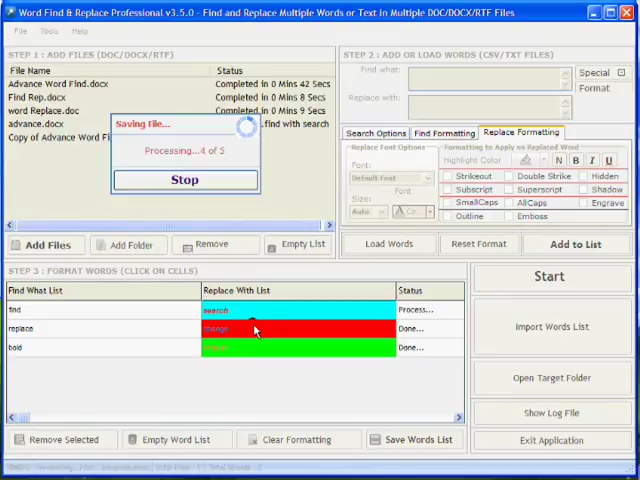 Word Find & Replace Professional v3.5.0 - Find and Replace Multiple Words or Text in Multiple DOC/DOCX/RTF Files
File Tools Help
STEP 1 : ADD FILES (DOC/DOCX/RTF)
File Name Status
Advance Word Find.docx Completed in 0 Mins 42 Secs
Find Rep.docx Completed in 0 Mins 8 Secs
word Replace.doc Completed in 0 Mins 9 Secs
advance.docx .find with search
Copy of Advance Word Fi
Saving File...
Processing...4 of 5
Stop
Add Files Add Folder Remove Empty List
STEP 2 : ADD OR LOAD WORDS (CSV/TXT FILES)
Find what:
Replace with:
Special
Format
Search Options Find Formatting Replace Formatting
Replace Font Options
Font:
Default Font
Font
Size:
Auto A Co...
Formatting to Apply on Replaced Word
Highlight Color N B I U
Strikeout Double Strike Hidden
Subscript Superscript Shadow
SmallCaps AllCaps Engrave
Outline Emboss
Load Words Reset Format Add to List
STEP 3 : FORMAT WORDS (CLICK ON CELLS)
Find What List Replace With List Status
find search Process...
replace change Done...
bold Done...
Remove Selected Empty Word List Clear Formatting Save Words List
Start
Import Words List
Open Target Folder
Show Log File
Exit Application